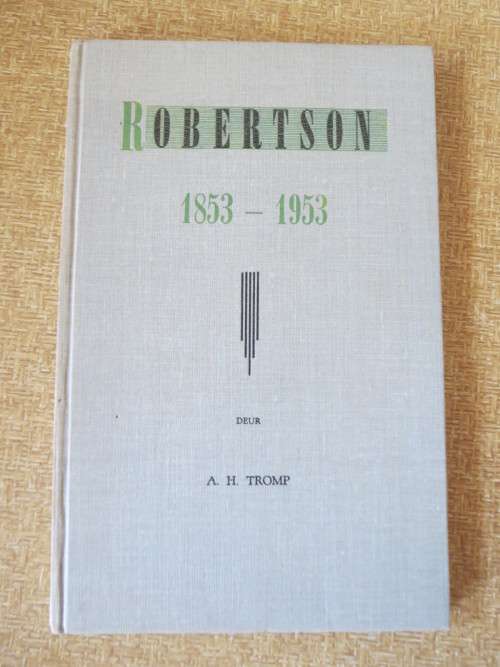 ROBERTSON
1853 – 1953
DEUR
A. H. TROMP